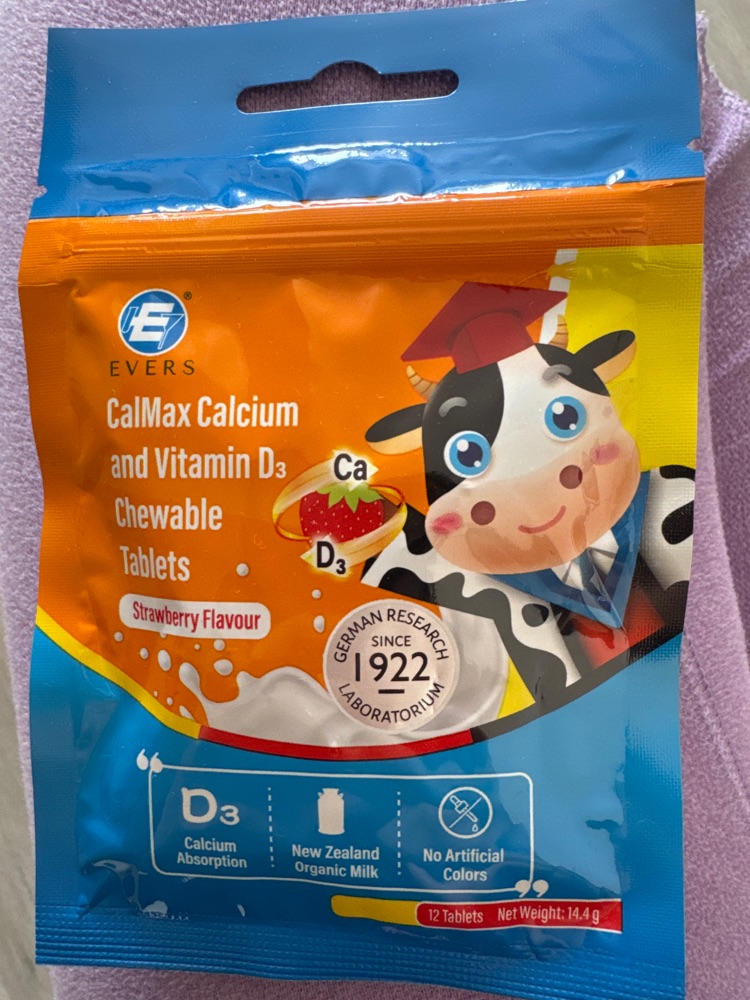 ®
EVERS
CalMax Calcium
and Vitamin D₃
Chewable
Tablets
Strawberry Flavour
Ca
D₃
GERMAN RESEARCH
SINCE
1922
LABORATORIUM
D₃
Calcium
Absorption
New Zealand
Organic Milk
No Artificial
Colors
12 Tablets Net Weight: 14.4 g